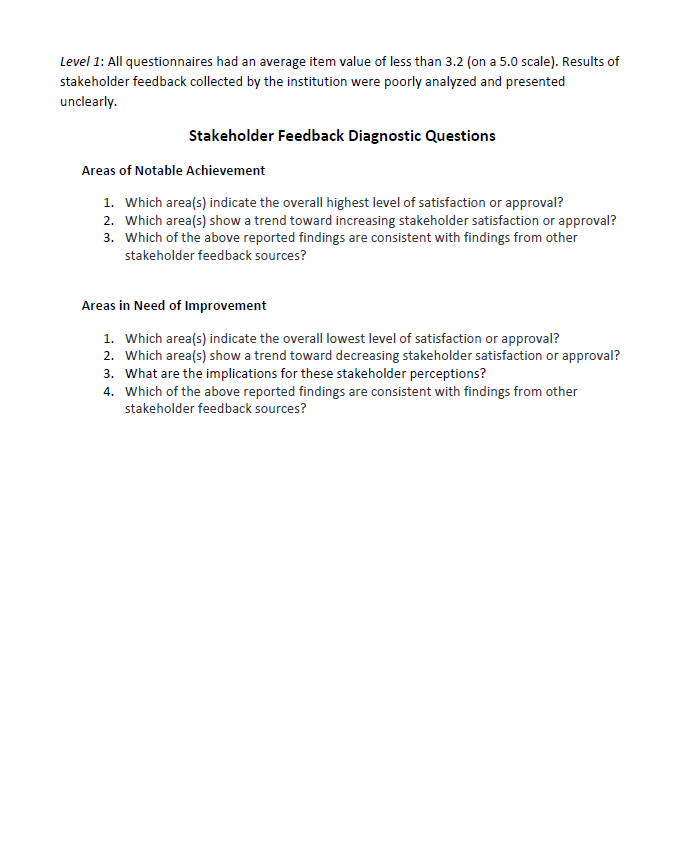 Level 1: All questionnaires had an average item value of less than 3.2 (on a 5.0 scale). Results of
stakeholder feedback collected by the institution were poorly analyzed and presented
unclearly.
Stakeholder Feedback Diagnostic Questions
Areas of Notable Achievement
1. Which area(s) indicate the overall highest level of satisfaction or approval?
2. Which area(s) show a trend toward increasing stakeholder satisfaction or approval?
3. Which of the above reported findings are consistent with findings from other
stakeholder feedback sources?
Areas in Need of Improvement
1. Which area(s) indicate the overall lowest level of satisfaction or approval?
2. Which area(s) show a trend toward decreasing stakeholder satisfaction or approval?
3. What are the implications for these stakeholder perceptions?
4. Which of the above reported findings are consistent with findings from other
stakeholder feedback sources?